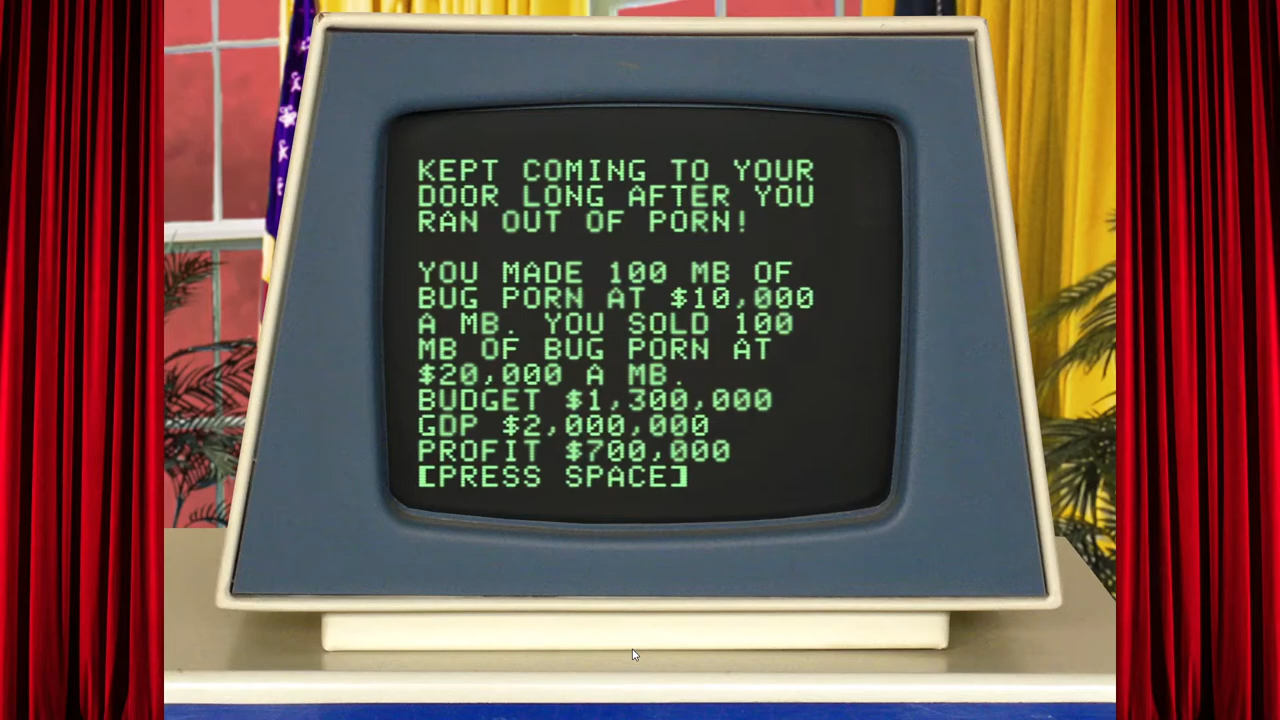 KEPT COMING TO YOUR
DOOR LONG AFTER YOU
RAN OUT OF PORN!
YOU MADE 100 MB OF
BUG PORN AT $10,000
A MB. YOU SOLD 100
MB OF BUG PORN AT
$20,000 A MB.
BUDGET $1,300,000
GDP $2,000,000
PROFIT $700,000
[PRESS SPACE]